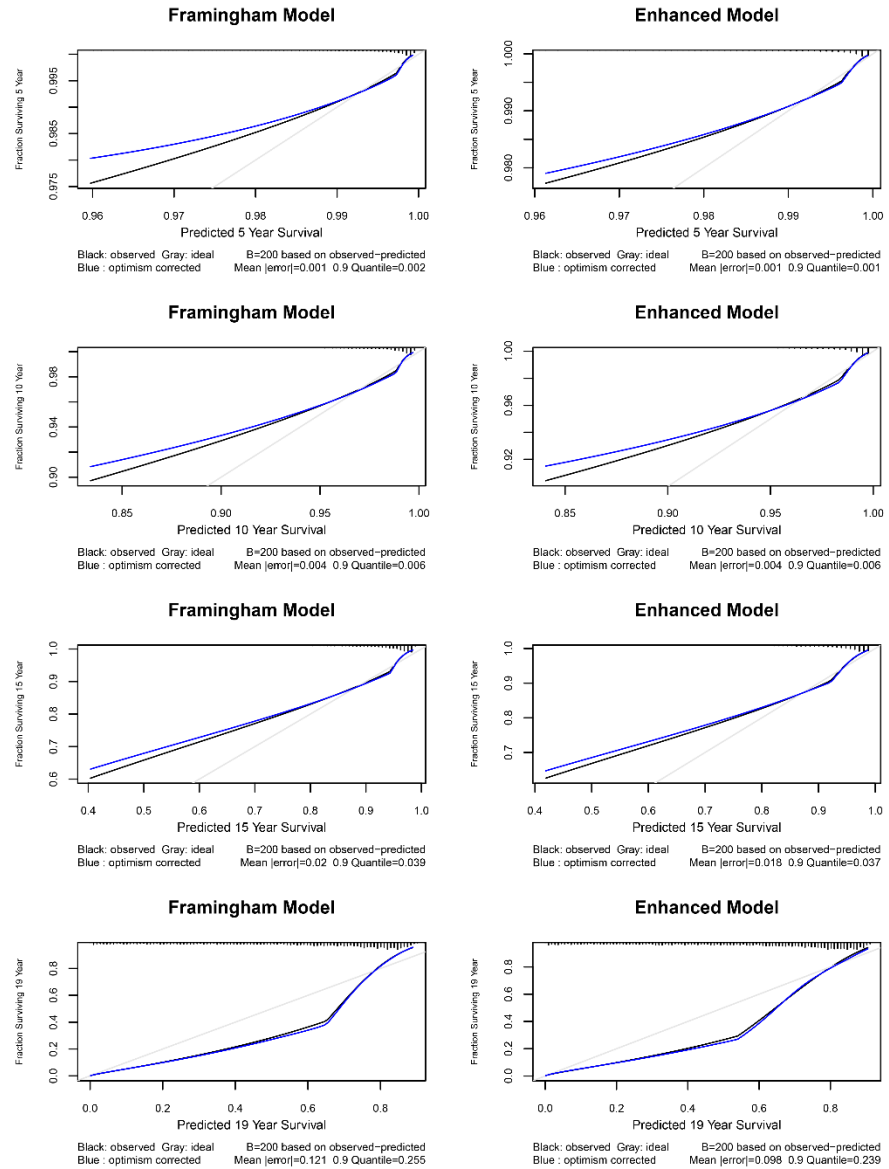 Framingham Model
Enhanced Model
Fraction Surviving 5 Year
0.975 0.985 0.995
0.96 0.97 0.98 0.99 1.00
Predicted 5 Year Survival
Black: observed Gray: ideal
Blue : optimism corrected
B=200 based on observed−predicted
Mean |error|=0.001 0.9 Quantile=0.002
Fraction Surviving 5 Year
0.980 0.990 1.000
0.96 0.97 0.98 0.99 1.00
Predicted 5 Year Survival
Black: observed Gray: ideal
Blue : optimism corrected
B=200 based on observed−predicted
Mean |error|=0.001 0.9 Quantile=0.001
Framingham Model
Enhanced Model
Fraction Surviving 10 Year
0.90 0.94 0.98
0.85 0.90 0.95 1.00
Predicted 10 Year Survival
Black: observed Gray: ideal
Blue : optimism corrected
B=200 based on observed−predicted
Mean |error|=0.004 0.9 Quantile=0.006
Fraction Surviving 10 Year
0.92 0.96 1.00
0.85 0.90 0.95 1.00
Predicted 10 Year Survival
Black: observed Gray: ideal
Blue : optimism corrected
B=200 based on observed−predicted
Mean |error|=0.004 0.9 Quantile=0.006
Framingham Model
Enhanced Model
Fraction Surviving 15 Year
0.6 0.7 0.8 0.9 1.0
0.4 0.5 0.6 0.7 0.8 0.9 1.0
Predicted 15 Year Survival
Black: observed Gray: ideal
Blue : optimism corrected
B=200 based on observed−predicted
Mean |error|=0.02 0.9 Quantile=0.039
Fraction Surviving 15 Year
0.7 0.8 0.9 1.0
0.4 0.5 0.6 0.7 0.8 0.9 1.0
Predicted 15 Year Survival
Black: observed Gray: ideal
Blue : optimism corrected
B=200 based on observed−predicted
Mean |error|=0.018 0.9 Quantile=0.037
Framingham Model
Enhanced Model
Fraction Surviving 19 Year
0.0 0.2 0.4 0.6 0.8
0.0 0.2 0.4 0.6 0.8
Predicted 19 Year Survival
Black: observed Gray: ideal
Blue : optimism corrected
B=200 based on observed−predicted
Mean |error|=0.121 0.9 Quantile=0.255
Fraction Surviving 19 Year
0.0 0.2 0.4 0.6 0.8
0.0 0.2 0.4 0.6 0.8
Predicted 19 Year Survival
Black: observed Gray: ideal
Blue : optimism corrected
B=200 based on observed−predicted
Mean |error|=0.098 0.9 Quantile=0.239